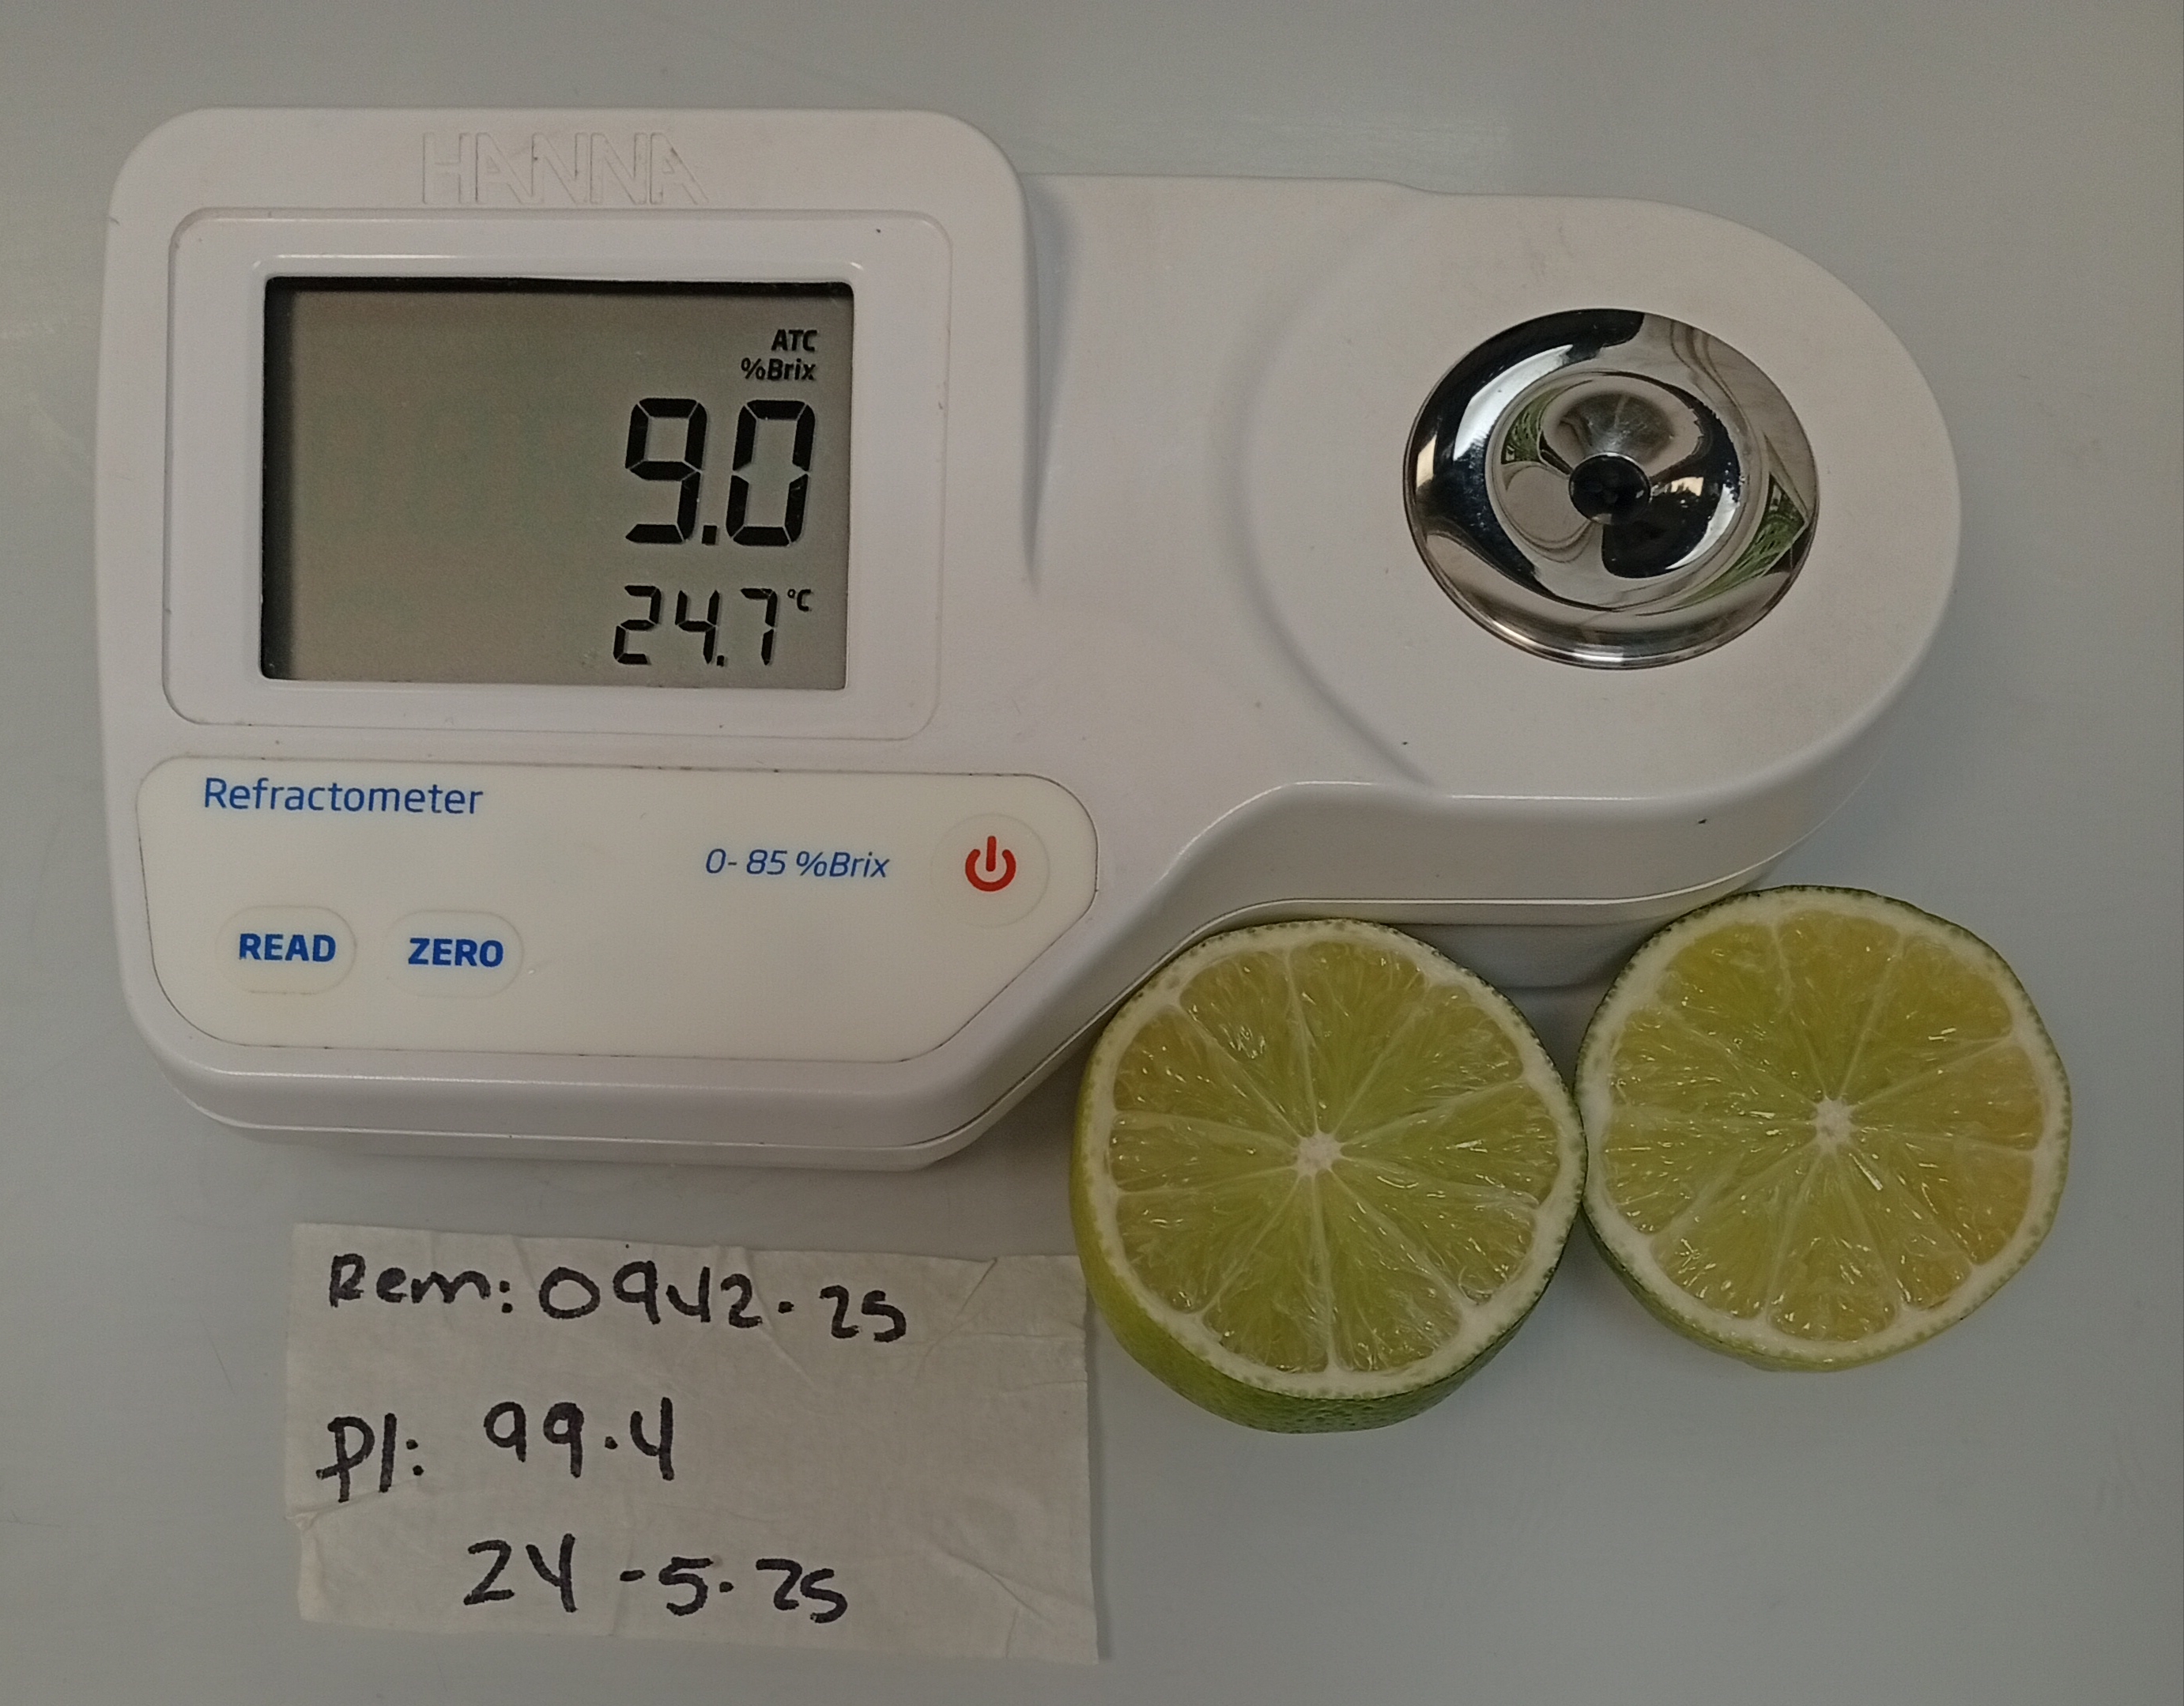 HANNA
ATC
%Brix
9.0
24.7°C
Refractometer
0-85 %Brix
READ ZERO
Rem: 0942-25
Pl: 99.4
24-5-25